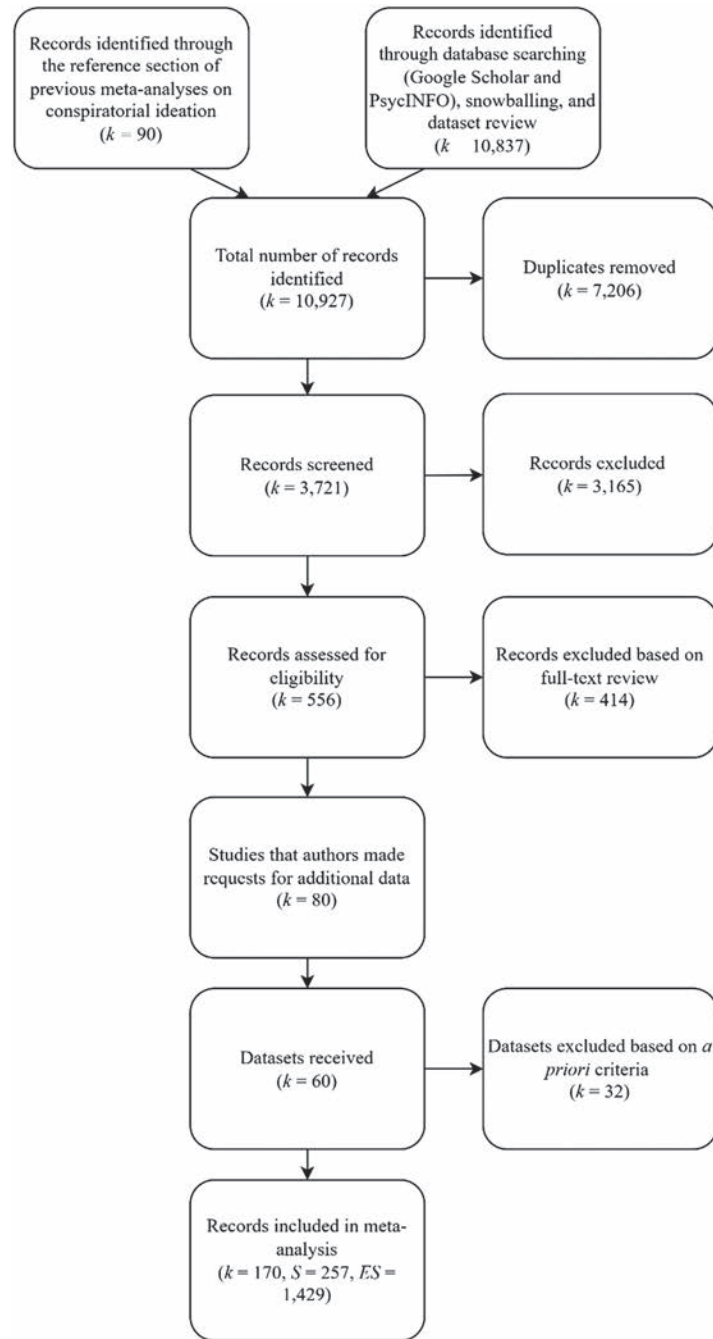 Records identified through
the reference section of
previous meta-analyses on
conspiratorial ideation
(k = 90)
Records identified
through database searching
(Google Scholar and
PsycINFO), snowballing, and
dataset review
(k 10,837)
Total number of records
identified
(k = 10,927)
Duplicates removed
(k = 7,206)
Records screened
(k = 3,721)
Records excluded
(k = 3,165)
Records assessed for
eligibility
(k = 556)
Records excluded based on
full-text review
(k = 414)
Studies that authors made
requests for additional data
(k = 80)
Datasets received
(k = 60)
Datasets excluded based on a
priori criteria
(k = 32)
Records included in meta-
analysis
(k = 170, S = 257, ES =
1,429)